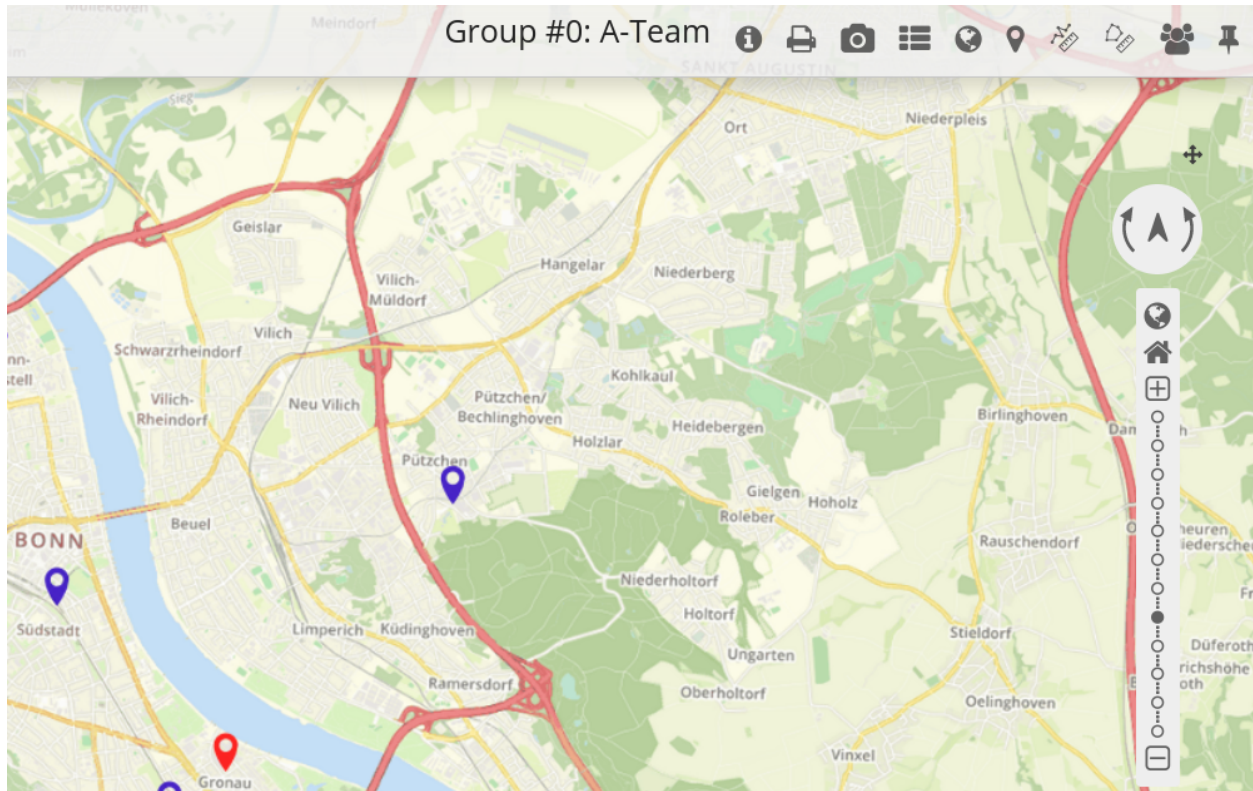 Group #0: A-Team
Meindorf
SANKT AUGUSTIN
Sieg
Ort
Niederpleis
Geislar
Hangelar
Niederberg
Vilich-
Müldorf
Vilich
Schwarzrheindorf
Kohlkaul
Vilich-
Rheindorf
Neu Vilich
Pützchen/
Bechlinghoven
Heidebergen
Birlinghoven
Holzlar
Pützchen
Gielgen
Hoholz
Roleber
Beuel
BONN
Rauschendorf
Niederholtorf
Holtorf
Südstadt
Limperich
Küdinghoven
Stieldorf
Ungarten
Düferoth
Ramersdorf
Oberholtorf
Oelinghoven
Vinxel
Gronau